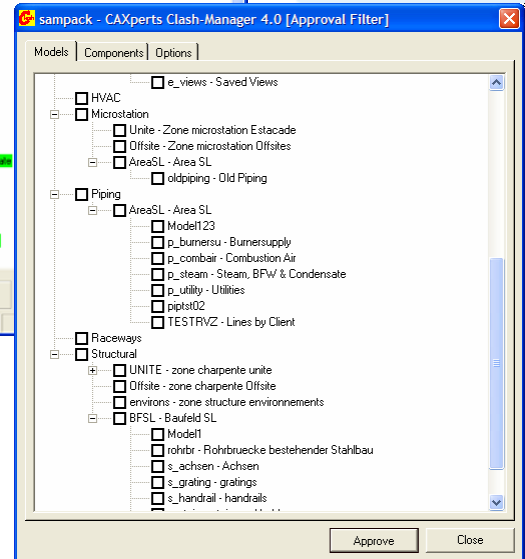 sampack - CAXperts Clash-Manager 4.0 [Approval Filter]
Models Components Options
e_views - Saved Views
HVAC
Microstation
Unite - Zone microstation Estacade
Offsite - Zone microstation Offsites
AreaSL - Area SL
oldpiping - Old Piping
Piping
AreaSL - Area SL
Model123
p_burnersu - Burnersupply
p_combair - Combustion Air
p_steam - Steam, BFW & Condensate
p_utility - Utilities
piptst02
TESTRVZ - Lines by Client
Raceways
Structural
UNITE - zone charpente unite
Offsite - zone charpente Offsite
environs - zone structure environnements
BFSL - Baufeld SL
Model1
rohrbr - Rohrbruecke bestehender Stahlbau
s_achsen - Achsen
s_grating - gratings
s_handrail - handrails
Approve Close